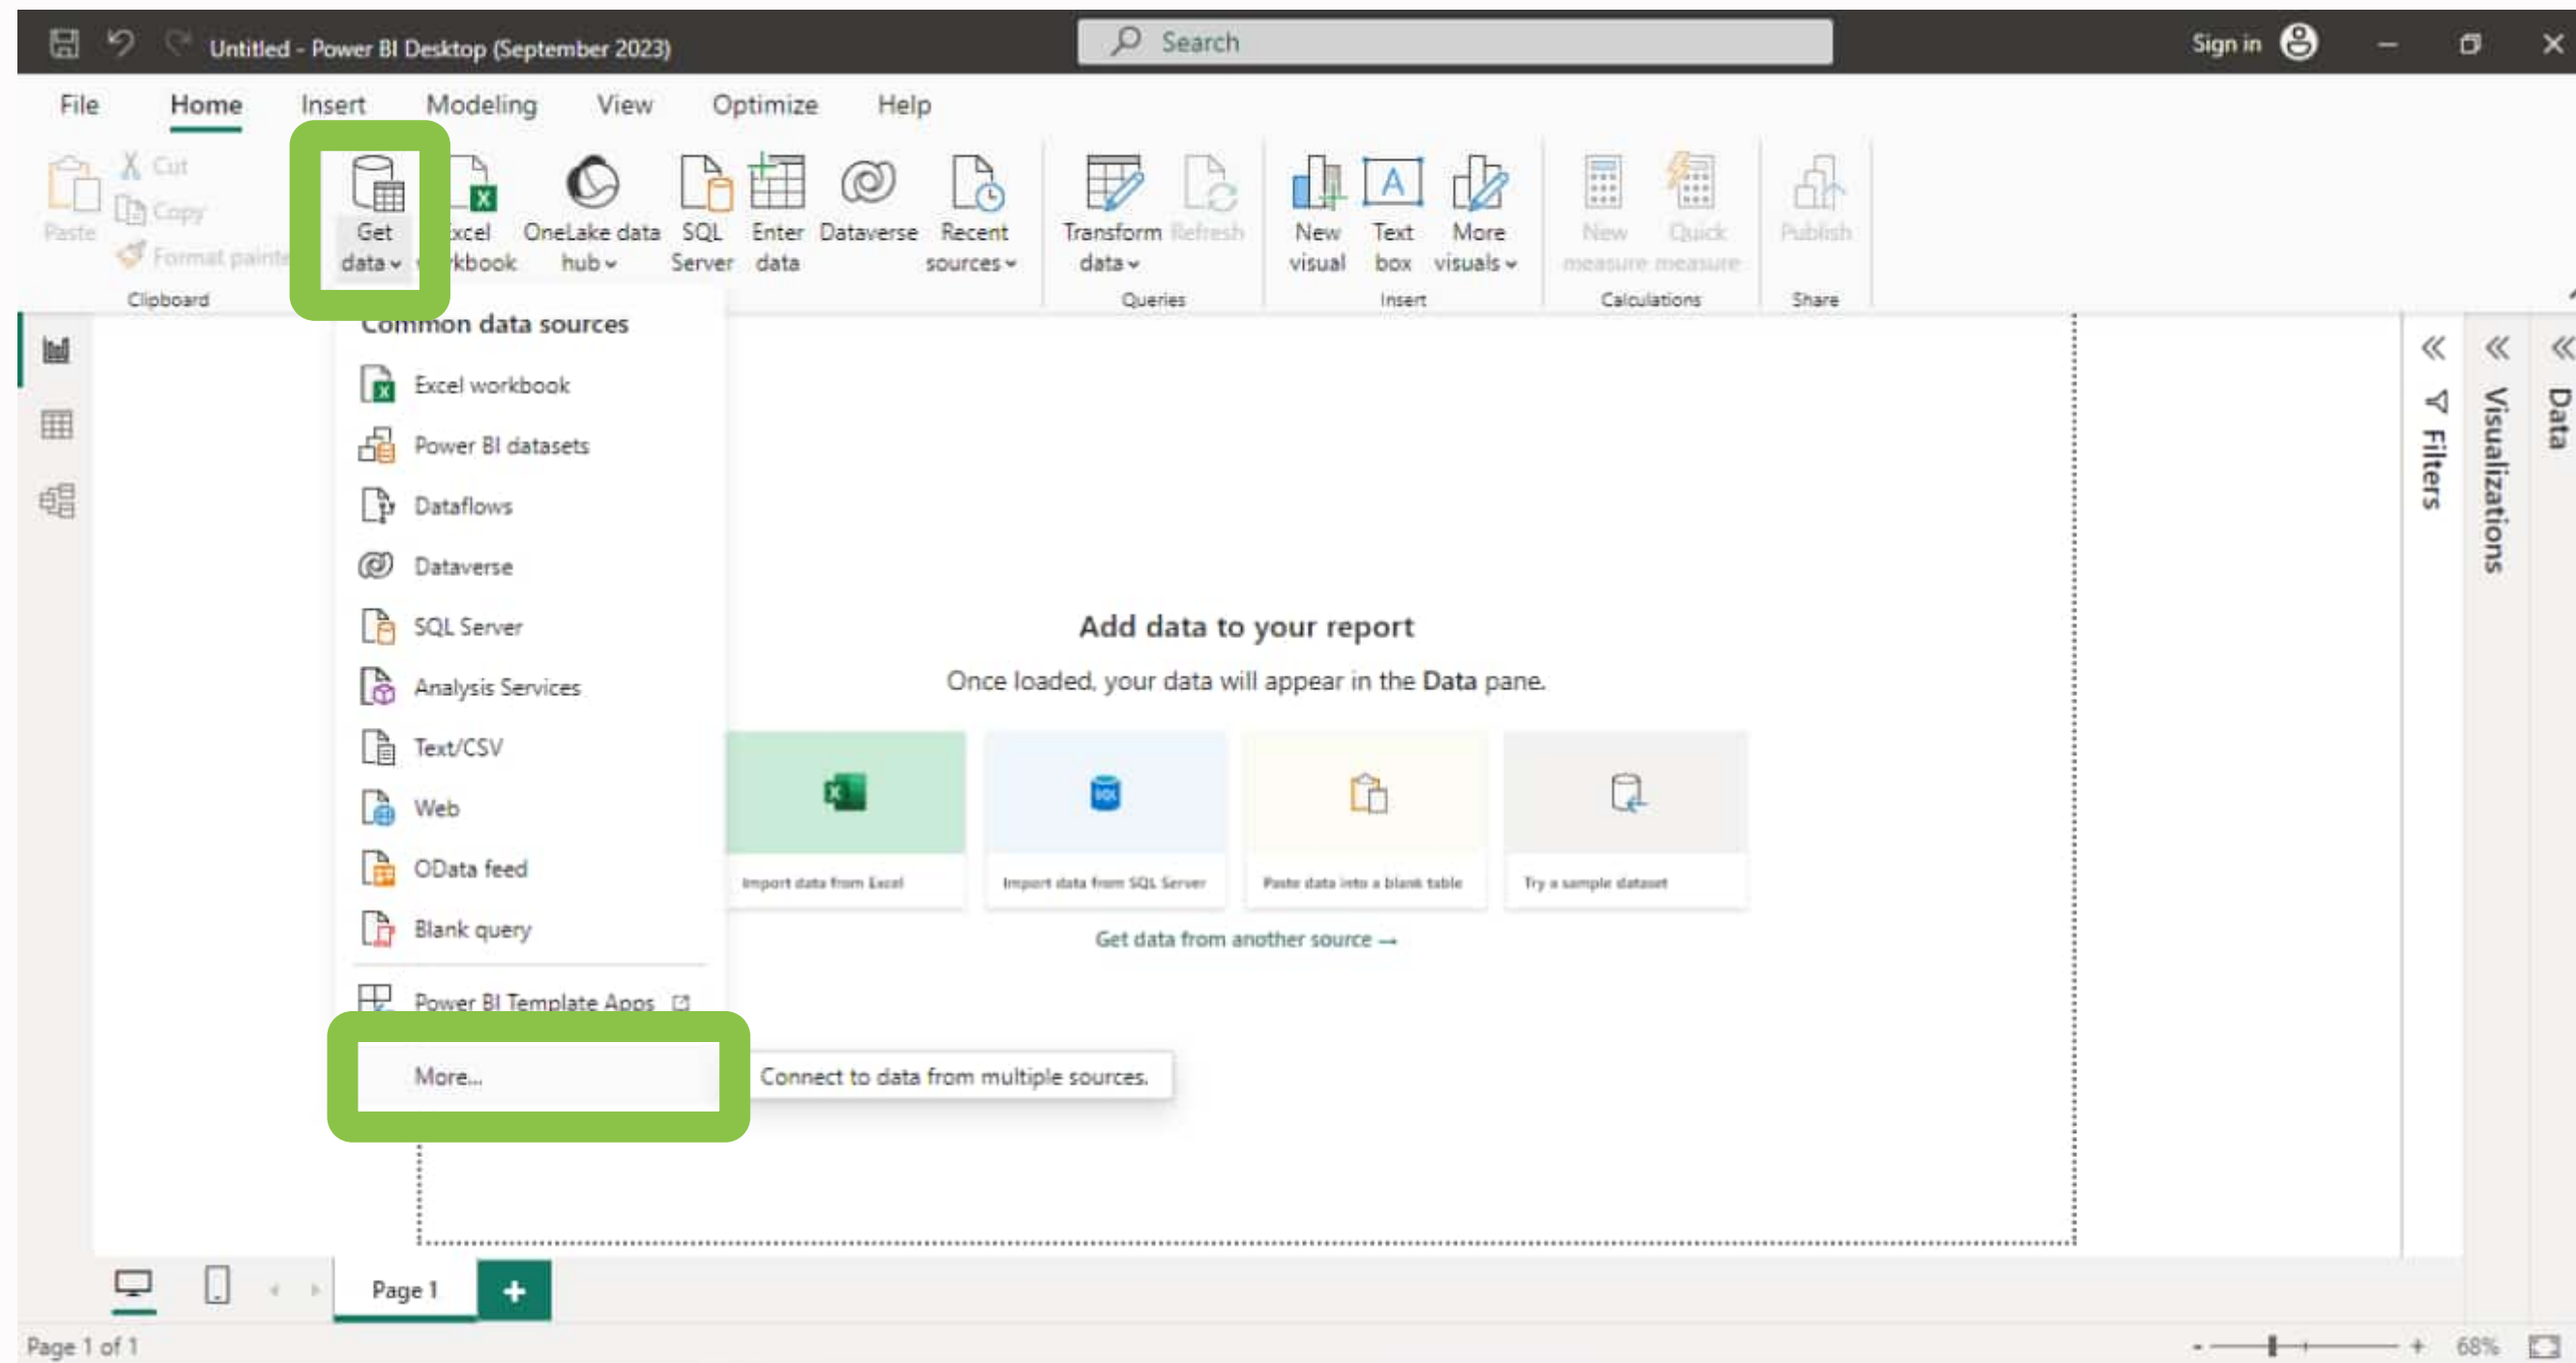 Untitled - Power BI Desktop (September 2023)
Search
Sign in
File Home Insert Modeling View Optimize Help
Paste
Cut
Copy
Format painte
Clipboard
Get
data
Excel
kbook
OneLake data
hub
SQL
Server
Enter
data
Dataverse
Recent
sources
Transform
data
Refresh
Queries
New
visual
Text
box
More
visuals
Insert
New
measure
Quick
measure
Calculations
Publish
Share
Common data sources
Excel workbook
Power BI datasets
Dataflows
Dataverse
SQL Server
Analysis Services
Text/CSV
Web
OData feed
Blank query
Power BI Template Apps
More...
Connect to data from multiple sources.
Add data to your report
Once loaded, your data will appear in the Data pane.
SQL
Import data from Excel
Import data from SQL Server
Paste data into a blank table
Try a sample dataset
Get data from another source →
Filters
Visualizations
Data
Page 1
Page 1 of 1
68%